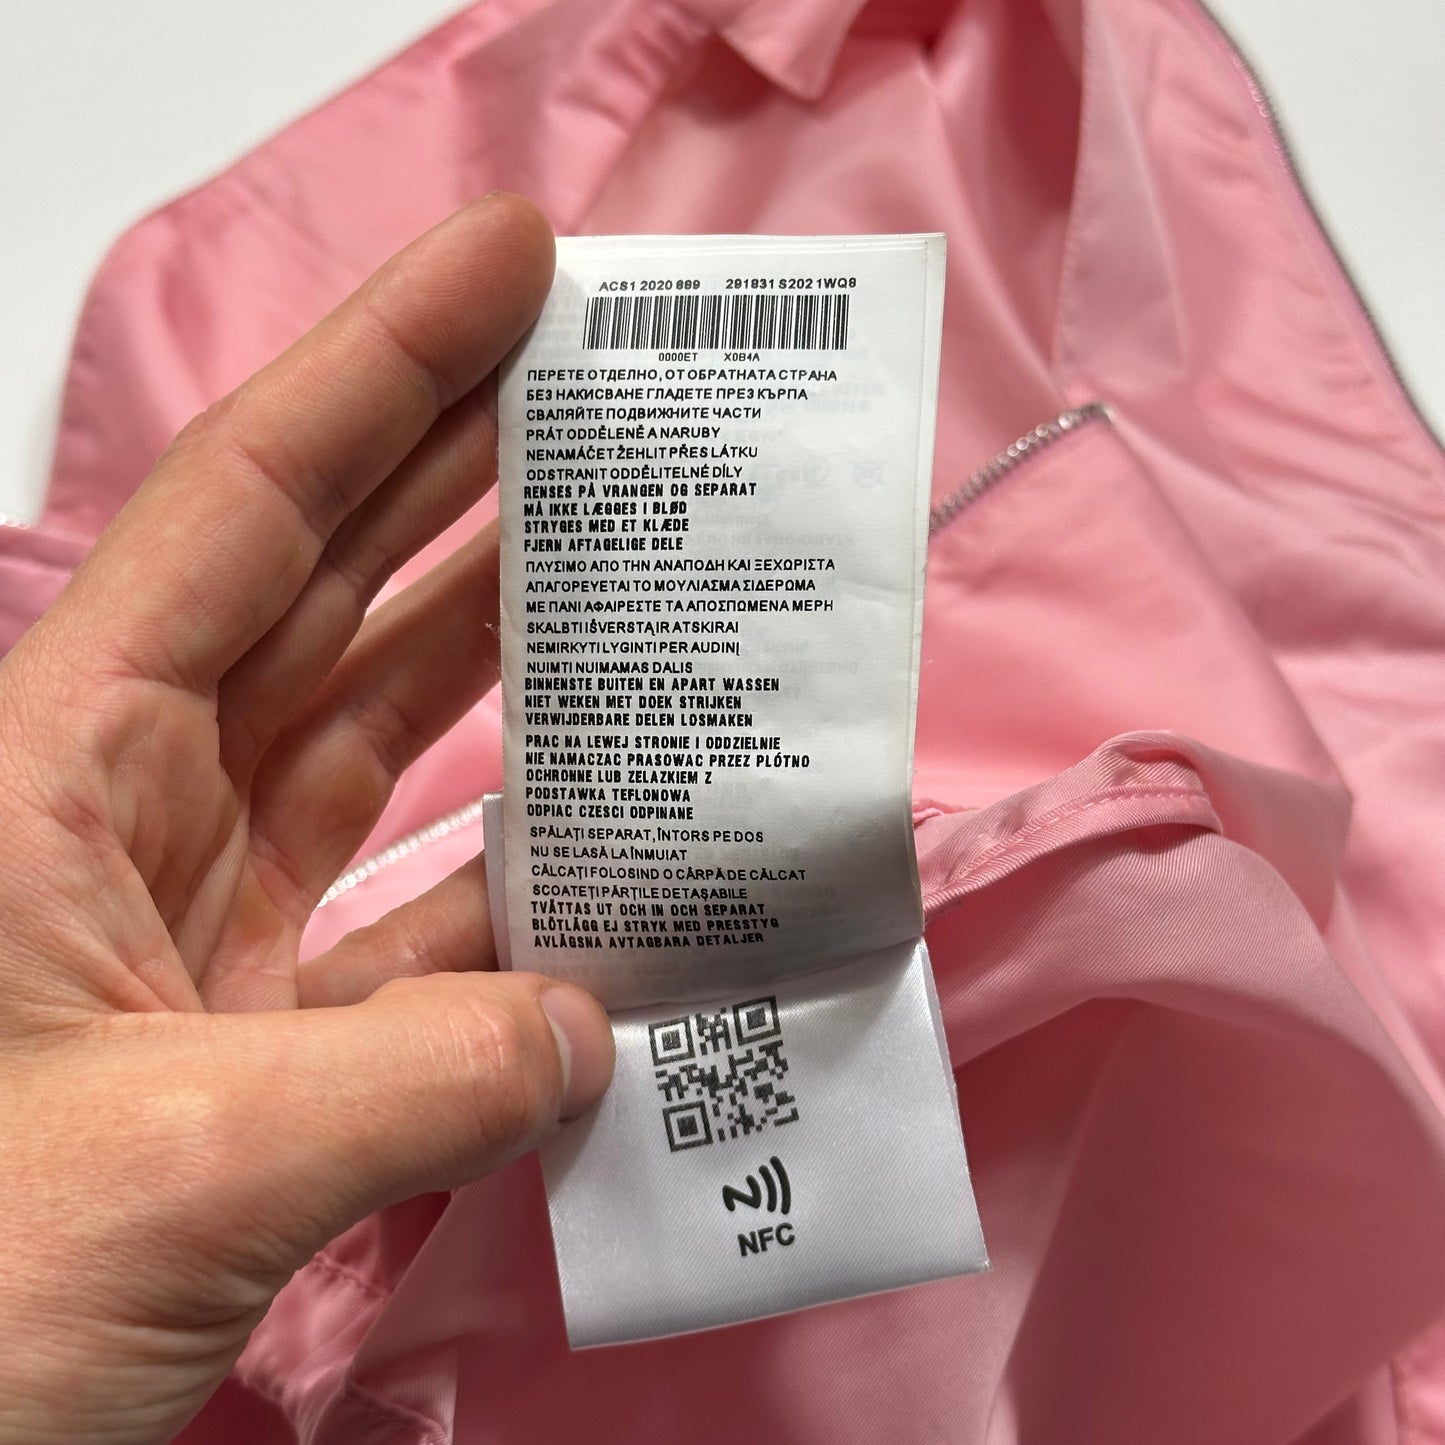 ACS1 2020 889 291831 S2021WQ8
0000ET X0B4A
ПЕРЕТЕ ОТДЕЛНО, ОТ ОБРАТНАТА СТРАНА
БЕЗ НАКИСВАНЕ ГЛАДЕТЕ ПРЕЗ КЪРПА
СВАЛЯЙТЕ ПОДВИЖНИТЕ ЧАСТИ
PRÁT ODDĚLENĚ A NARUBY
NENAMÁČET ŽEHLIT PŘES LÁTKU
ODSTRANIT ODDĚLITELNÉ DÍLY
RENSES PÅ VRANGEN OG SEPARAT
MÅ IKKE LÆGGES I BLØD
STRYGES MED ET KLÆDE
FJERN AFTAGELIGE DELE
ΠΛΥΣΙΜΟ ΑΠΟ ΤΗΝ ΑΝΑΠΟΔΗ ΚΑΙ ΞΕΧΩΡΙΣΤΑ
ΑΠΑΓΟΡΕΥΕΤΑΙ ΤΟ ΜΟΥΛΙΑΣΜΑ ΣΙΔΕΡΩΜΑ
ΜΕ ΠΑΝΙ ΑΦΑΙΡΕΣΤΕ ΤΑ ΑΠΟΣΠΩΜΕΝΑ ΜΕΡΗ
SKALBTI IŠVERSTĄ IR ATSKIRAI
NEMIRKYTI LYGINTI PER AUDINĮ
NUIMTI NUIMAMAS DALIS
BINNENSTE BUITEN EN APART WASSEN
NIET WEKEN MET DOEK STRIJKEN
VERWIJDERBARE DELEN LOSMAKEN
PRAC NA LEWEJ STRONIE I ODDZIELNIE
NIE NAMACZAC PRASOWAC PRZEZ PLÓTNO
OCHRONNE LUB ZELAZKIEM Z
PODSTAWKA TEFLONOWA
ODPIAC CZESCI ODPINANE
SPĂLAȚI SEPARAT, ÎNTORS PE DOS
NU SE LASĂ LA ÎNMUIAT
CĂLCAȚI FOLOSIND O CÂRPĂ DE CĂLCAT
SCOATEȚI PĂRȚILE DETAȘABILE
TVÄTTAS UT OCH IN OCH SEPARAT
BLÖTLÄGG EJ STRYK MED PRESSTYG
AVLÄGSNA AVTAGBARA DETALJER
NFC